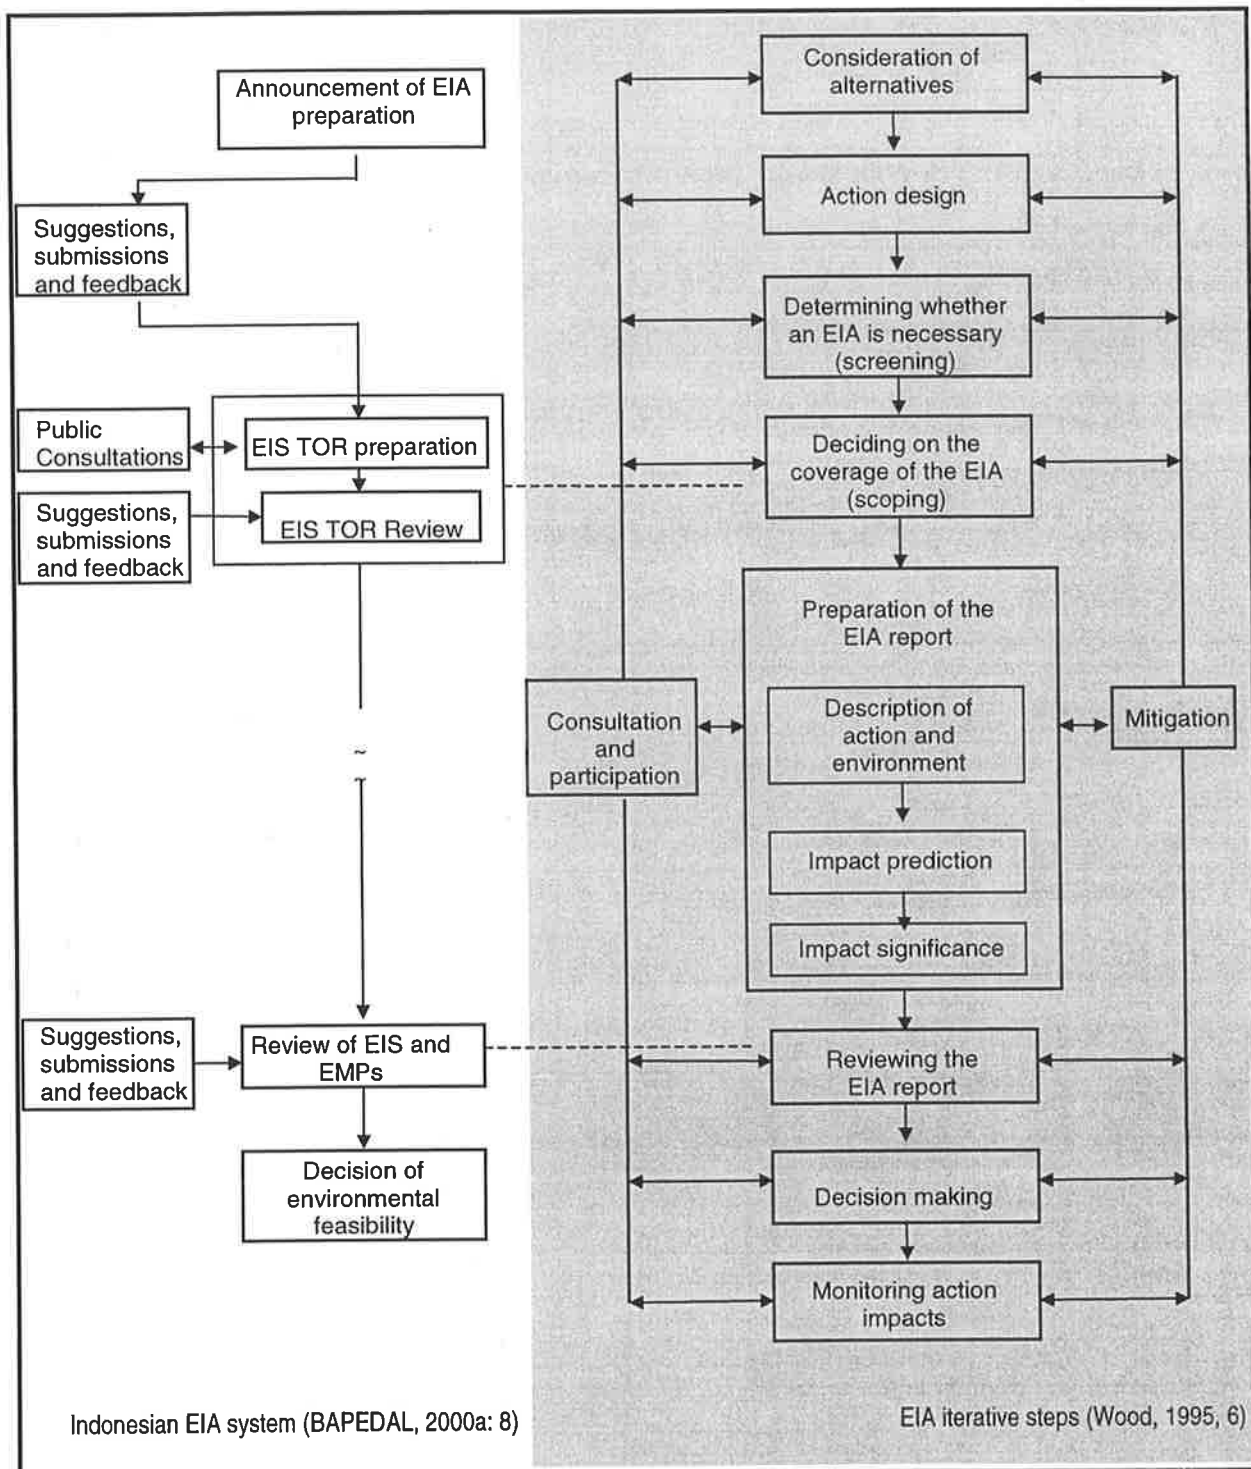 Announcement of EIA
preparation
Suggestions,
submissions
and feedback
Public
Consultations
EIS TOR preparation
Suggestions,
submissions
and feedback
EIS TOR Review
~
~
Suggestions,
submissions
and feedback
Review of EIS and
EMPs
Decision of
environmental
feasibility
Indonesian EIA system (BAPEDAL, 2000a: 8)
Consideration of
alternatives
Action design
Determining whether
an EIA is necessary
(screening)
Deciding on the
coverage of the EIA
(scoping)
Preparation of the
EIA report
Consultation
and
participation
Description of
action and
environment
Mitigation
Impact prediction
Impact significance
Reviewing the
EIA report
Decision making
Monitoring action
impacts
EIA iterative steps (Wood, 1995, 6)